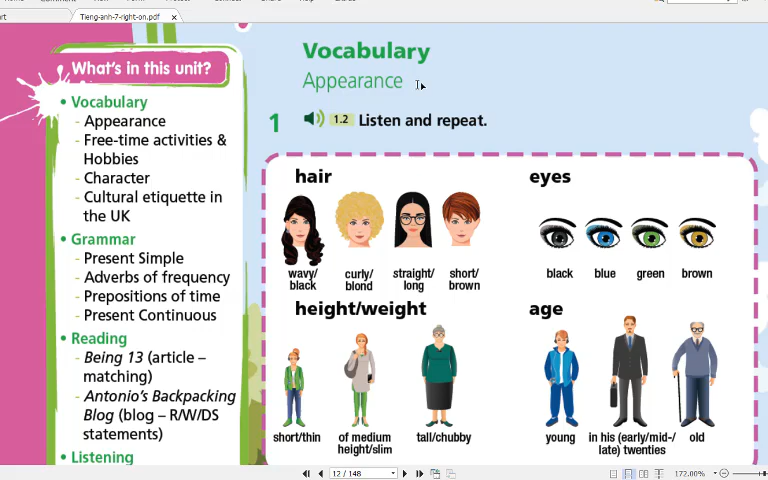 Tieng-anh-7-right-on.pdf
What's in this unit?
• Vocabulary
- Appearance
- Free-time activities &
Hobbies
- Character
- Cultural etiquette in
the UK
• Grammar
- Present Simple
- Adverbs of frequency
- Prepositions of time
- Present Continuous
• Reading
- Being 13 (article –
matching)
- Antonio's Backpacking
Blog (blog – R/W/DS
statements)
• Listening
Vocabulary
Appearance
1 1.2 Listen and repeat.
hair
wavy/
black
curly/
blond
straight/
long
short/
brown
eyes
black
blue
green
brown
height/weight
short/thin
of medium
height/slim
tall/chubby
age
young
in his (early/mid-/
late) twenties
old
12 / 148
172,00%